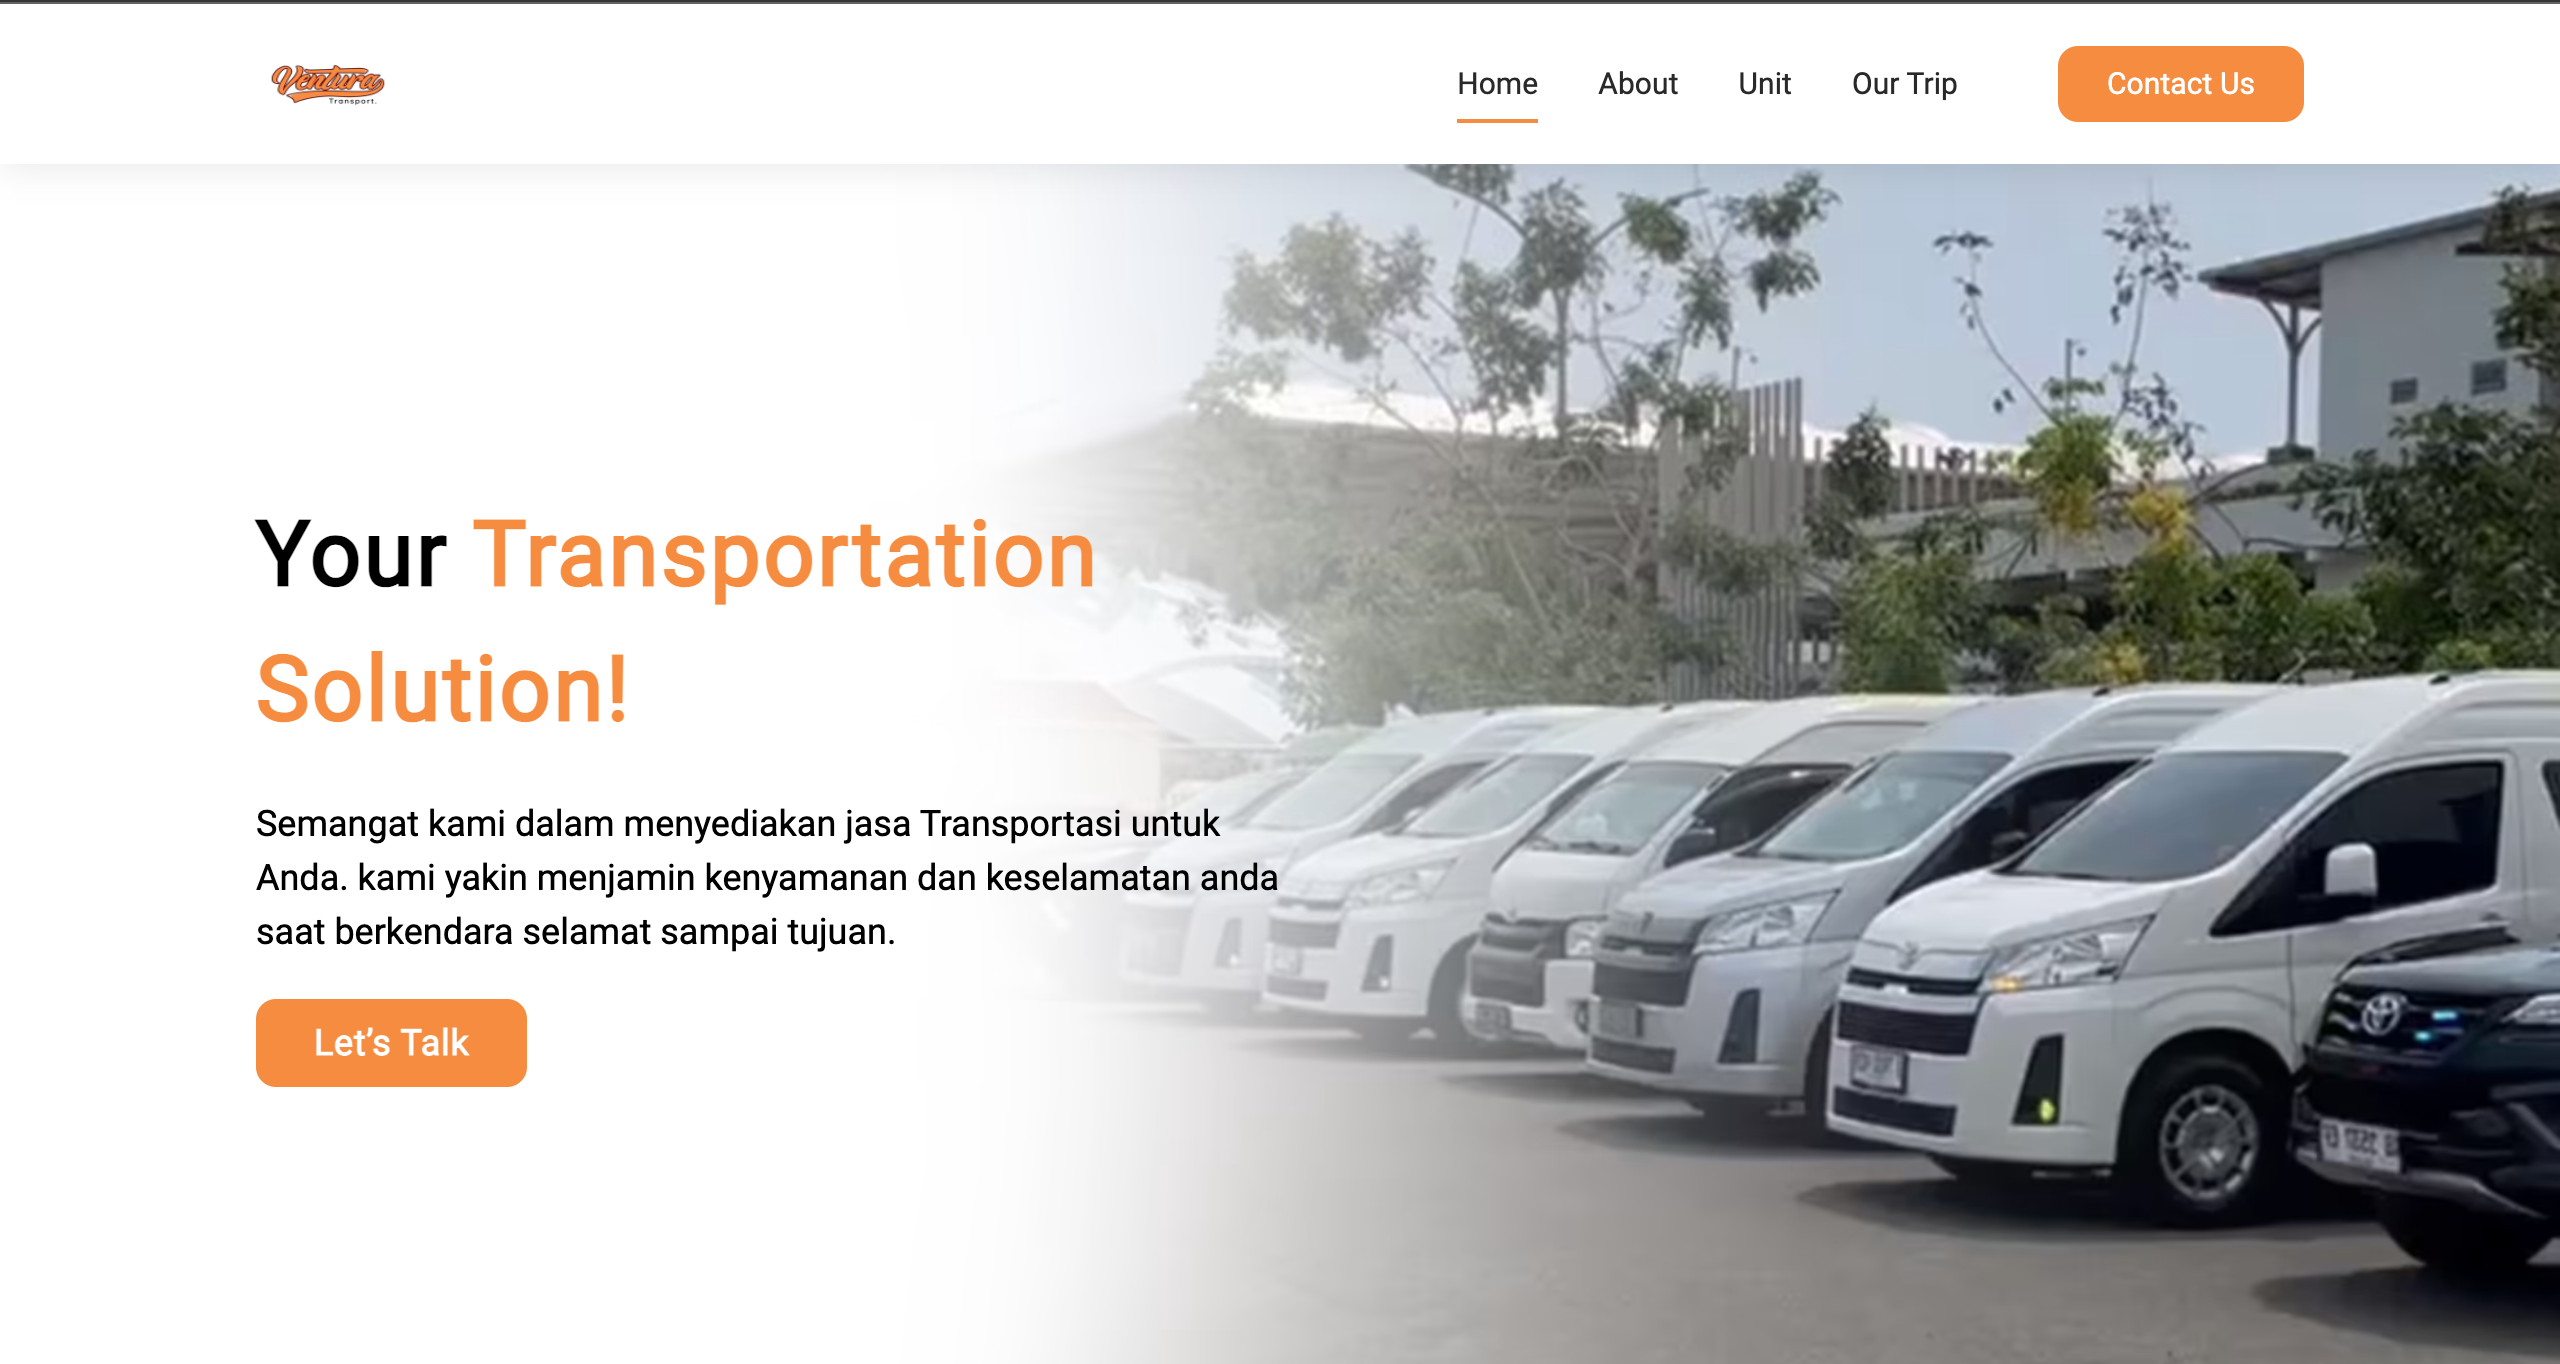 Ventura
Transport.
Home
About
Unit
Our Trip
Contact Us
Your Transportation
Solution!
Semangat kami dalam menyediakan jasa Transportasi untuk
Anda. kami yakin menjamin kenyamanan dan keselamatan anda
saat berkendara selamat sampai tujuan.
Let’s Talk